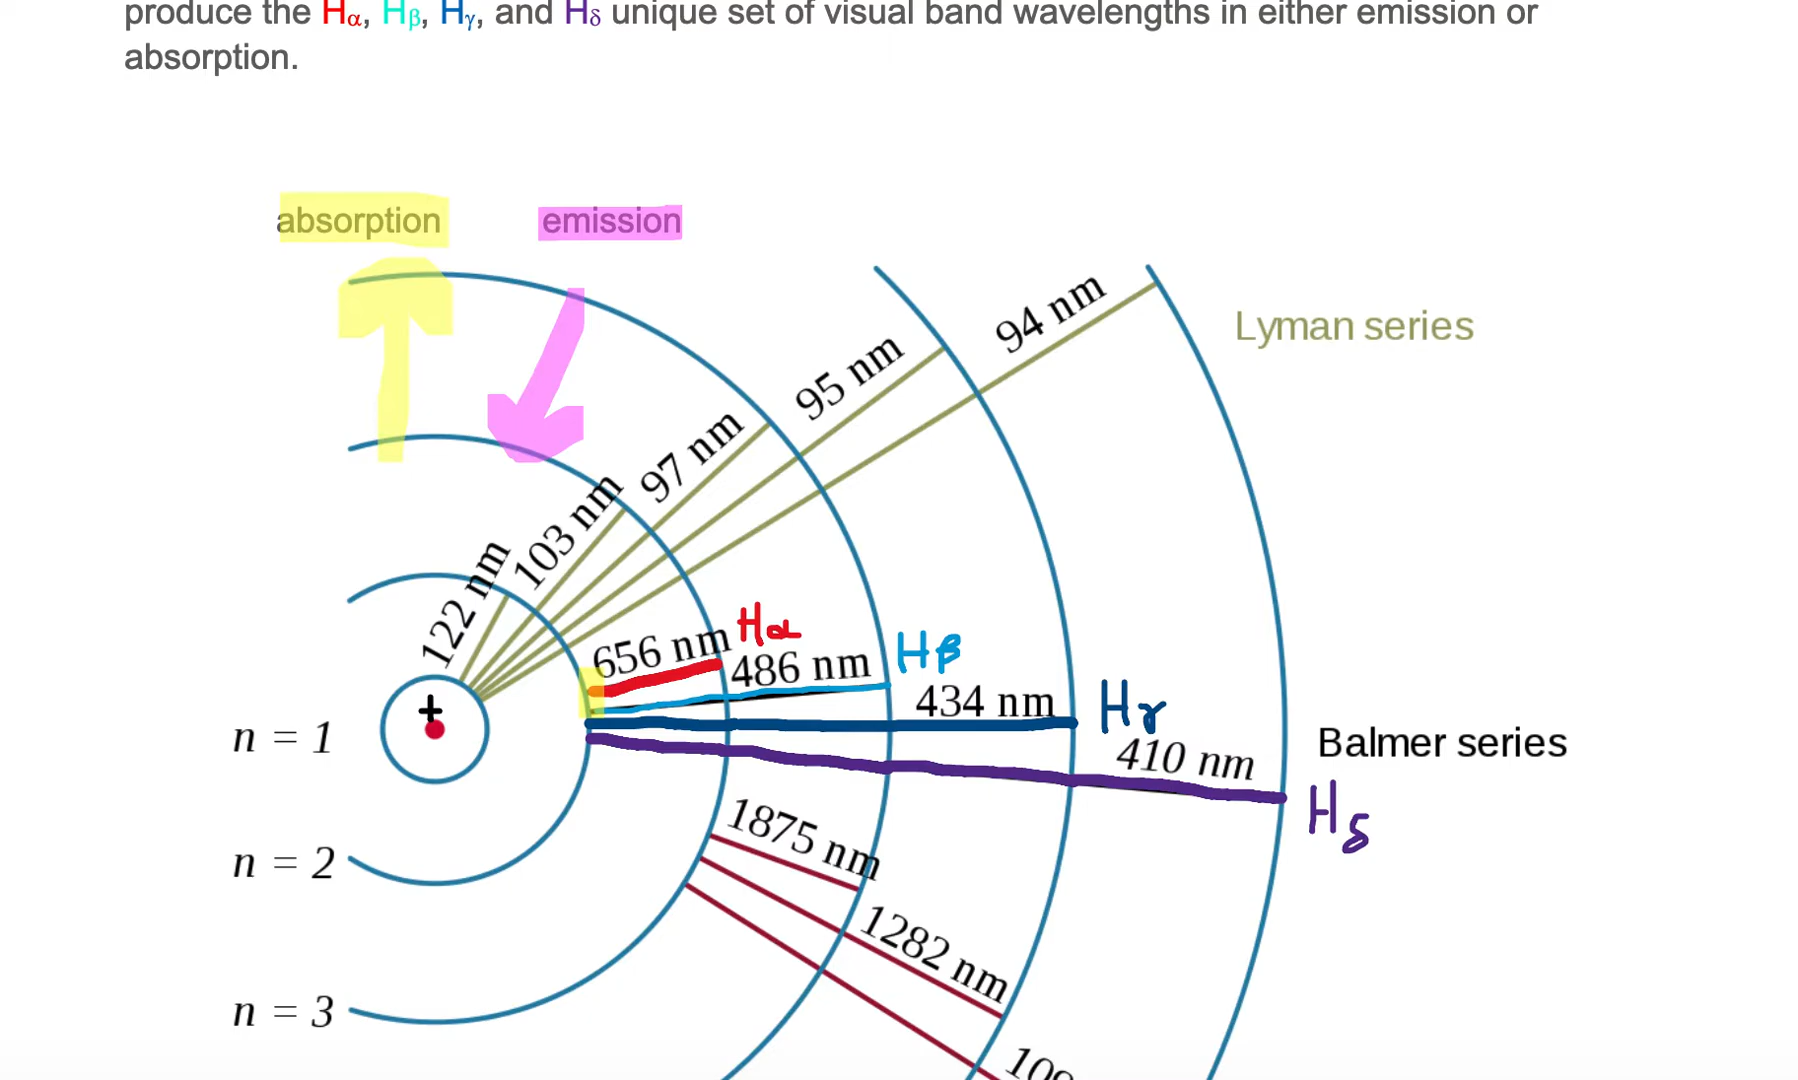 produce the Hα, Hβ, Hγ, and Hδ unique set of visual band wavelengths in either emission or
absorption.
absorption
emission
94 nm
Lyman series
95 nm
97 nm
103 nm
122 nm
656 nm
Hα
486 nm
Hβ
434 nm
Hγ
+
n = 1
410 nm
Balmer series
Hδ
1875 nm
n = 2
1282 nm
n = 3